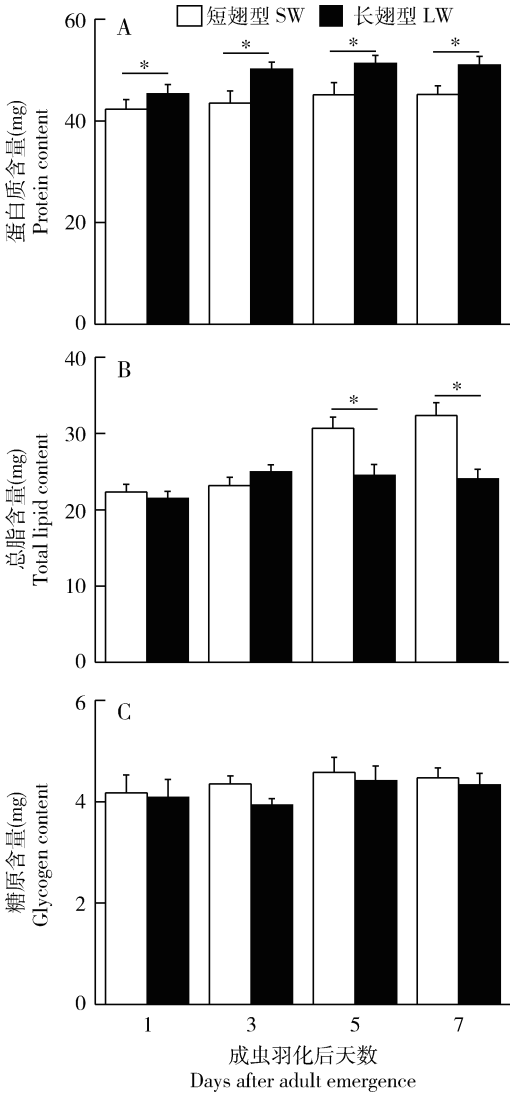 短翅型 SW 长翅型 LW
A
60
40
20
0
* * * *
蛋白质含量(mg)
Protein content
B
40
30
20
10
0
* *
总脂含量(mg)
Total lipid content
C
6
4
2
0
糖原含量(mg)
Glycogen content
1 3 5 7
成虫羽化后天数
Days after adult emergence